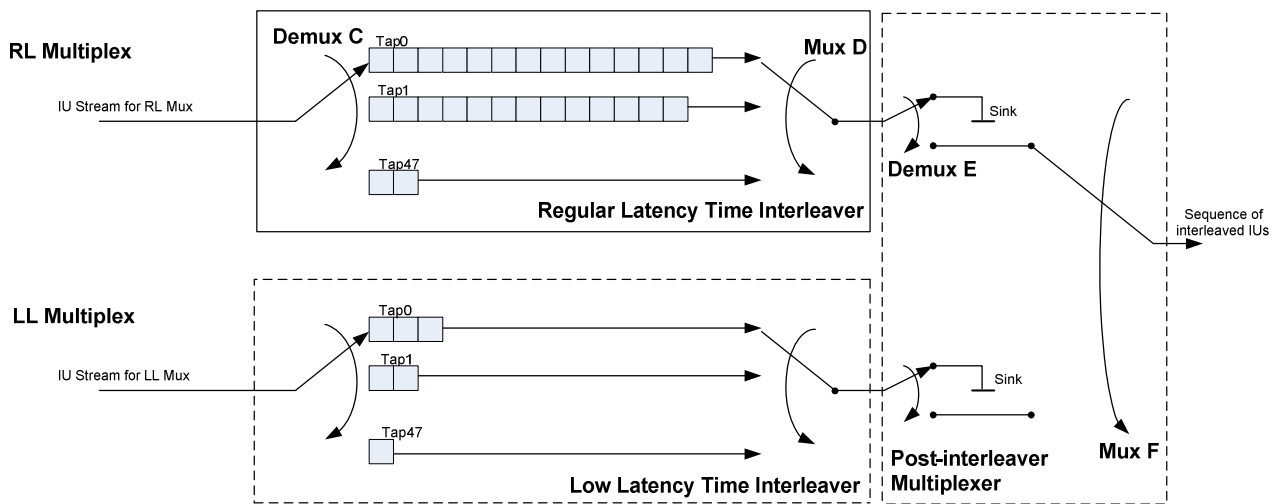 RL Multiplex
IU Stream for RL Mux
Demux C
Tap0
Tap1
Tap47
Mux D
Regular Latency Time Interleaver
Sink
Demux E
Sequence of
interleaved IUs
LL Multiplex
IU Stream for LL Mux
Tap0
Tap1
Tap47
Low Latency Time Interleaver
Sink
Post-interleaver
Multiplexer
Mux F